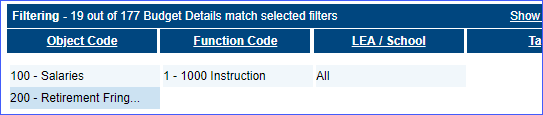 Filtering - 19 out of 177 Budget Details match selected filters Show
Object Code Function Code LEA / School Ta
100 - Salaries 1 - 1000 Instruction All
200 - Retirement Fring...